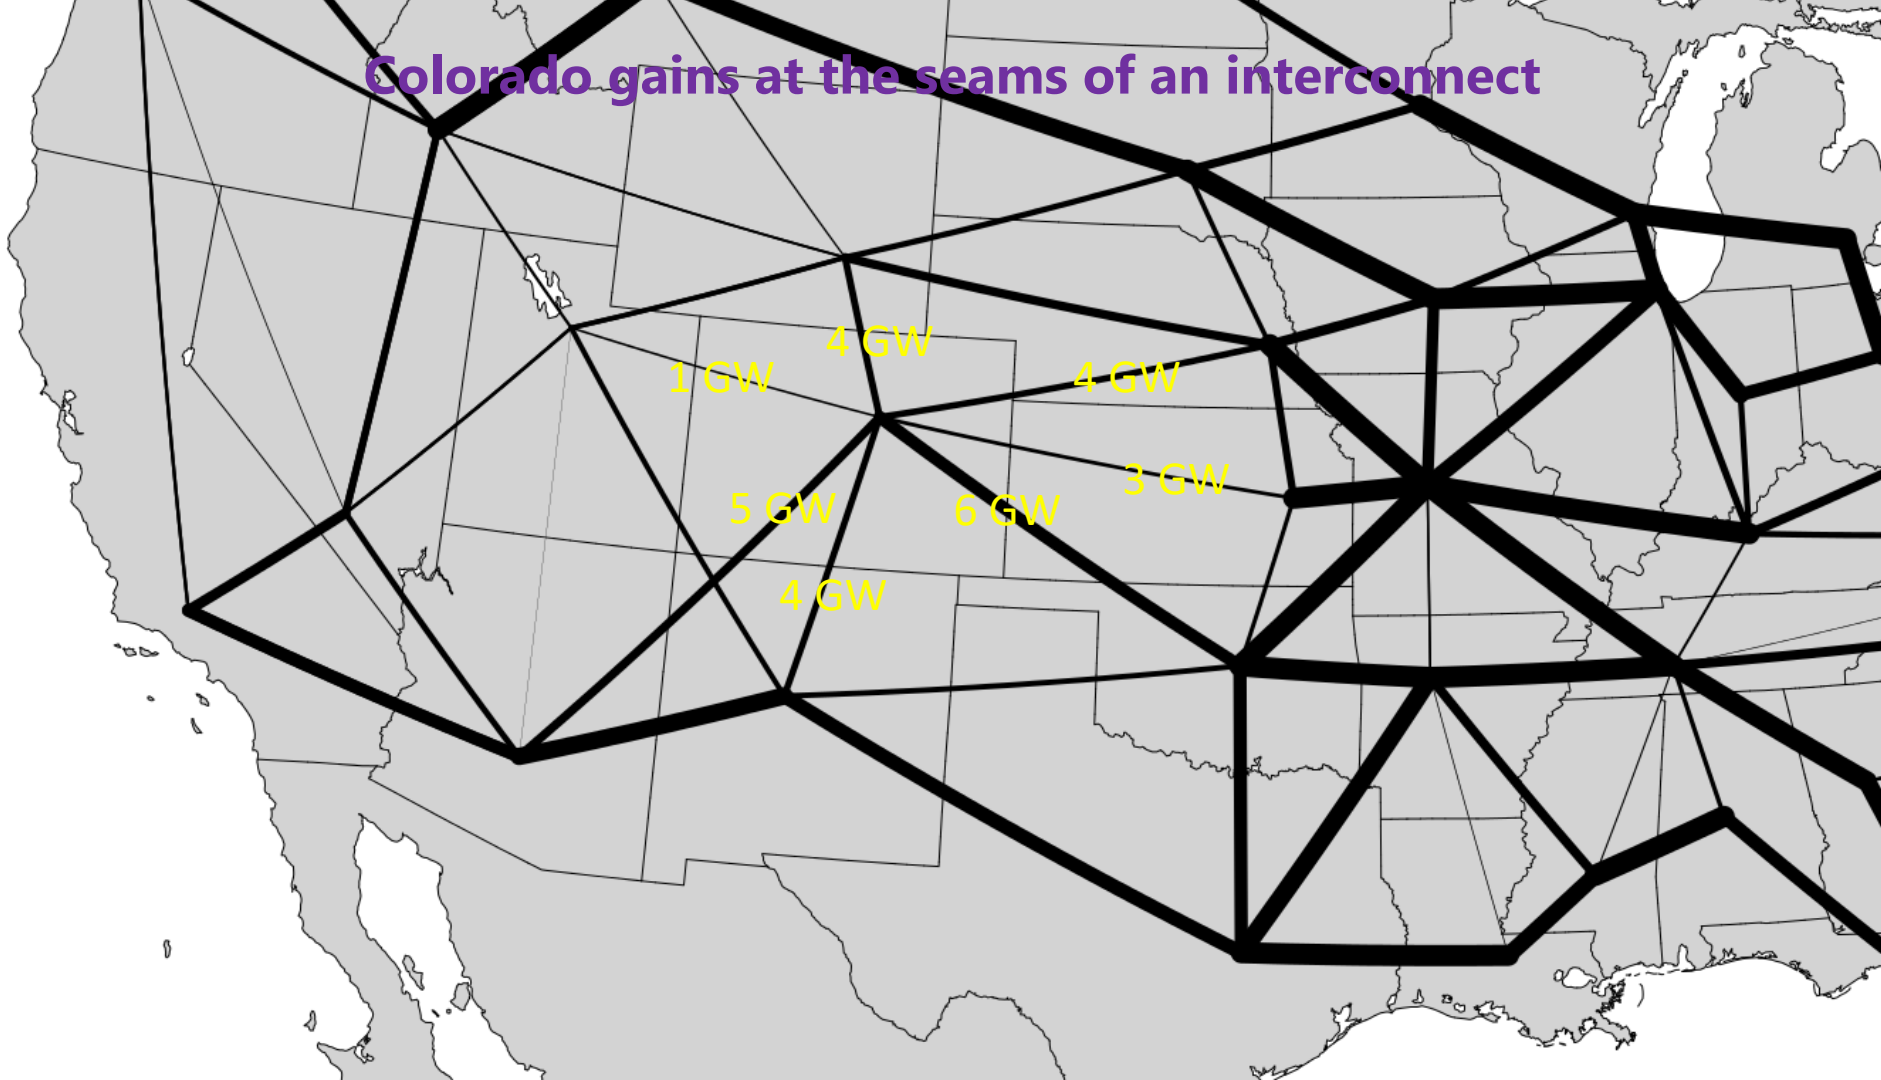 Colorado gains at the seams of an interconnect
4 GW
1 GW
4 GW
3 GW
5 GW
6 GW
4 GW